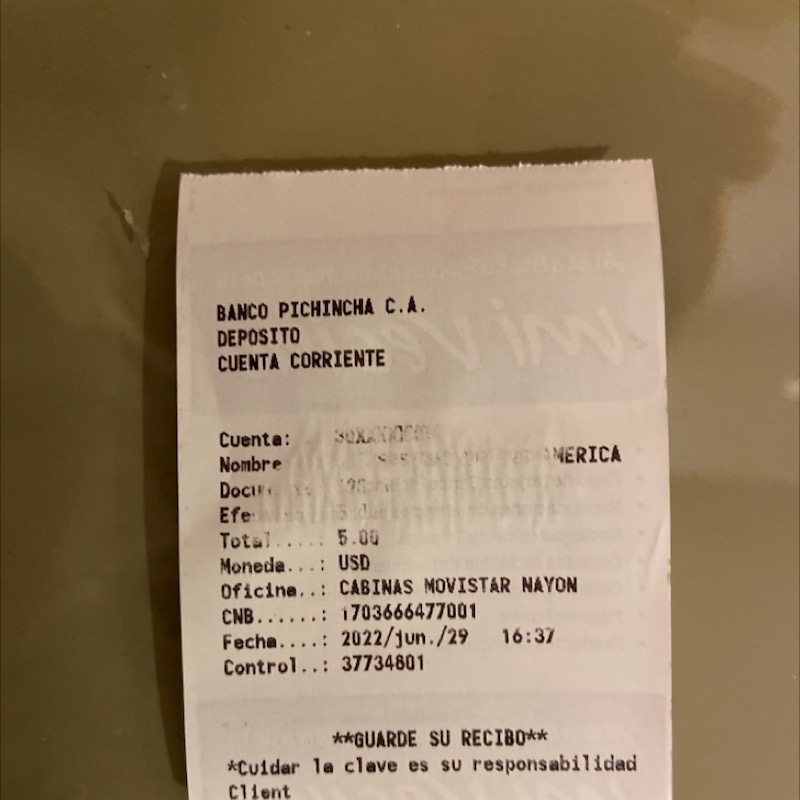 BANCO PICHINCHA C.A.
DEPOSITO
CUENTA CORRIENTE
Cuenta:
Nombre
Total.....: 5.00
Moneda...: USD
Oficina..: CABINAS MOVISTAR NAYON
CNB......: 1703666477001
Fecha....: 2022/jun./29 16:37
Control..: 37734801
**GUARDE SU RECIBO**
*Cuidar la clave es su responsabilidad
Client